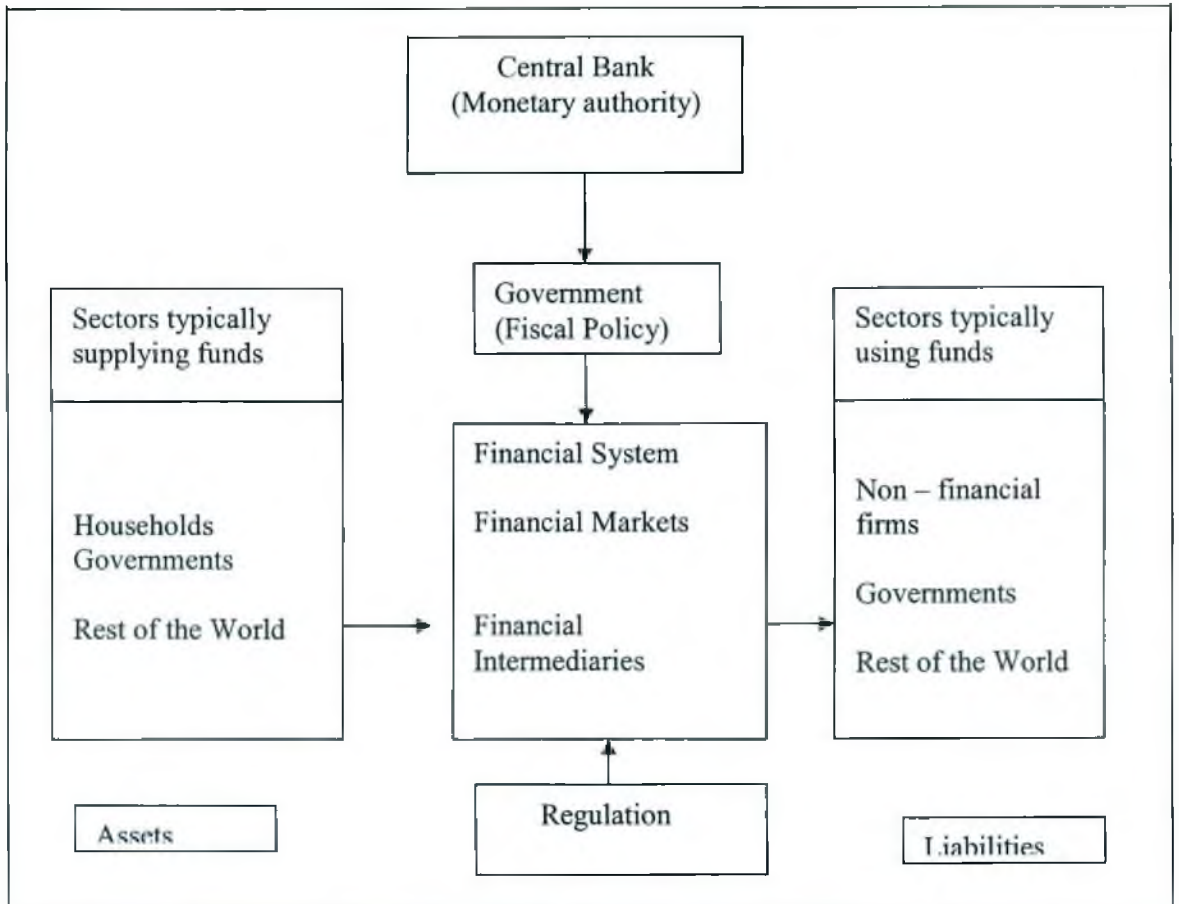 Central Bank
(Monetary authority)
Government
(Fiscal Policy)
Sectors typically
supplying funds
Households
Governments
Rest of the World
Financial System
Financial Markets
Financial
Intermediaries
Sectors typically
using funds
Non – financial
firms
Governments
Rest of the World
Regulation
Assets
Liabilities